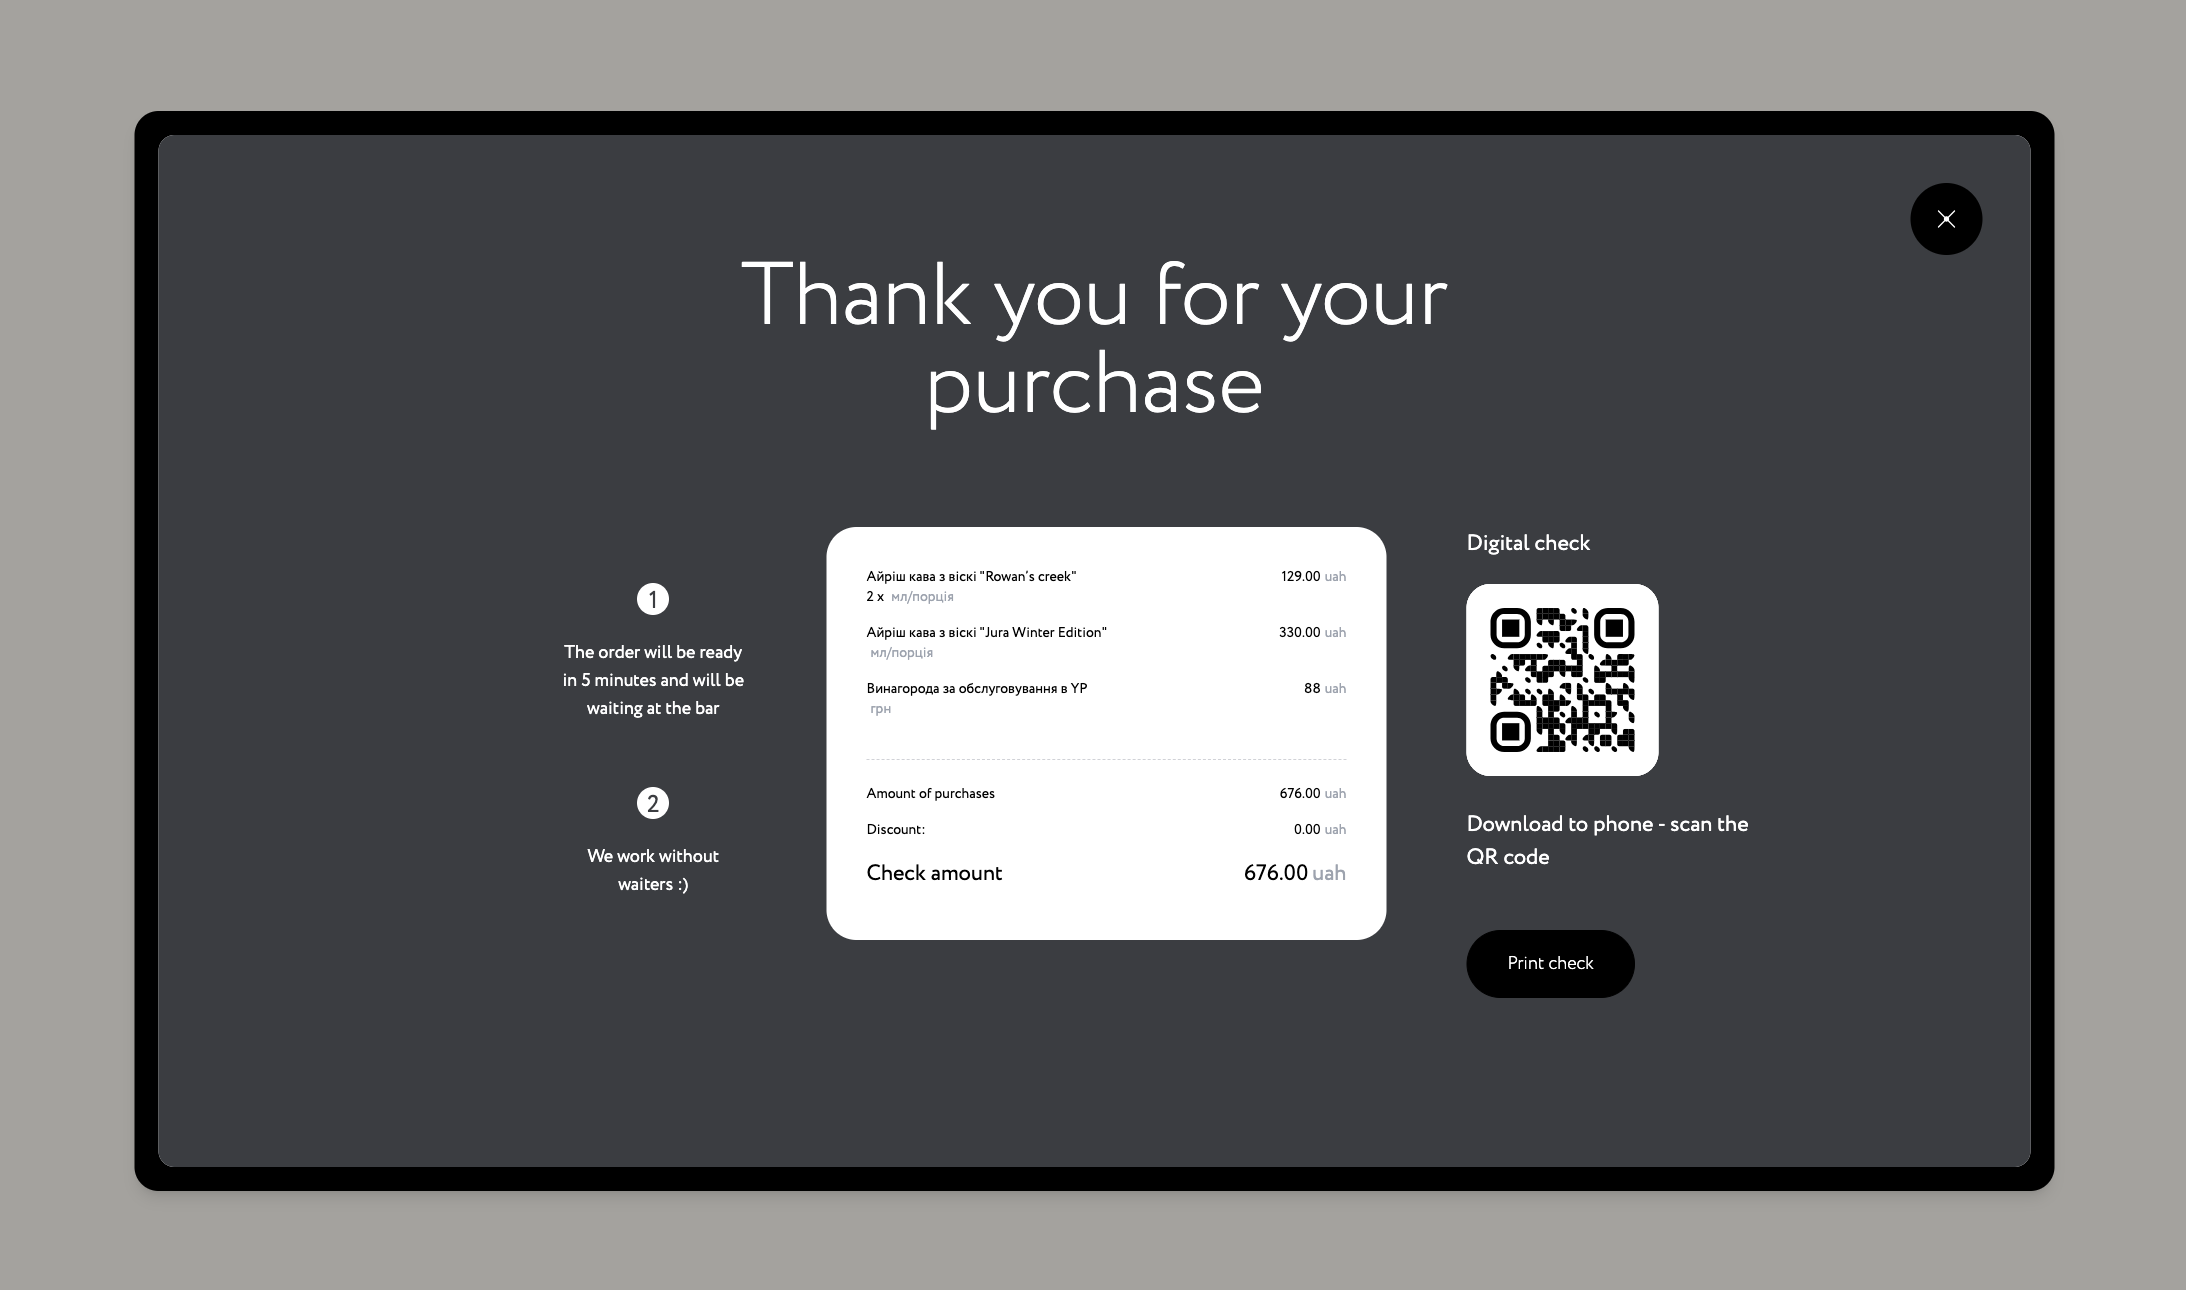 Thank you for your
purchase
1
The order will be ready
in 5 minutes and will be
waiting at the bar
2
We work without
waiters :)
Айріш кава з віскі "Rowan's creek" 129.00 uah
2 x мл/порція
Айріш кава з віскі "Jura Winter Edition" 330.00 uah
мл/порція
Винагорода за обслуговування в YP 88 uah
грн
Amount of purchases 676.00 uah
Discount: 0.00 uah
Check amount 676.00 uah
Digital check
Download to phone - scan the
QR code
Print check